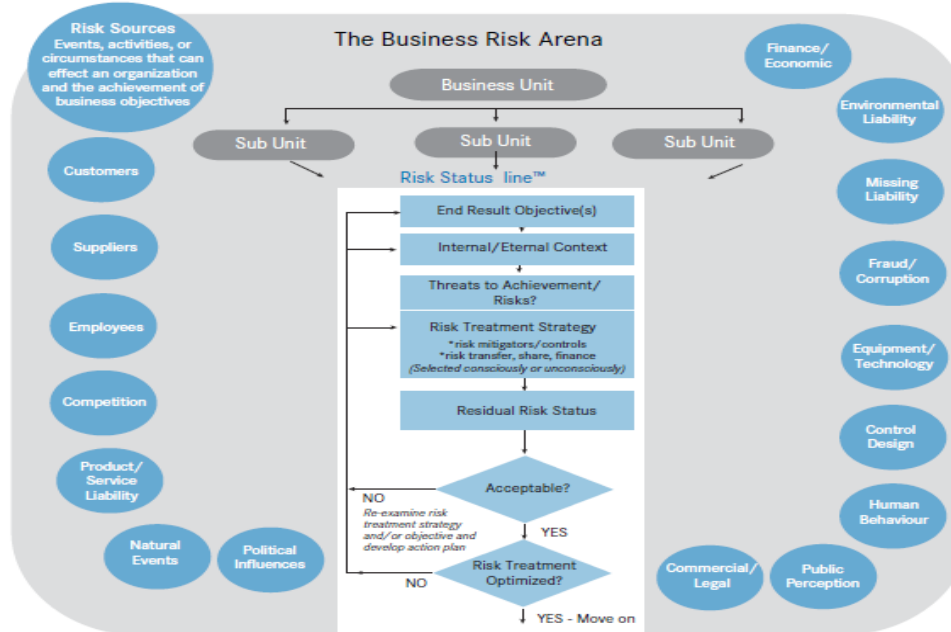 Risk Sources
Events, activities, or
circumstances that can
effect an organization
and the achievement of
business objectives
The Business Risk Arena
Finance/
Economic
Business Unit
Environmental
Liability
Sub Unit
Sub Unit
Sub Unit
Customers
Risk Status line™
Missing
Liability
End Result Objective(s)
Suppliers
Internal/Eternal Context
Fraud/
Corruption
Threats to Achievement/
Risks?
Employees
Risk Treatment Strategy
*risk mitigators/controls
*risk transfer, share, finance
(Selected consciously or unconsciously)
Equipment/
Technology
Competition
Residual Risk Status
Control
Design
Product/
Service
Liability
Acceptable?
NO
Re-examine risk
treatment strategy
and/or objective and
develop action plan
YES
Human
Behaviour
Natural
Events
Political
Influences
Risk Treatment
Optimized?
NO
Commercial/
Legal
Public
Perception
YES - Move on